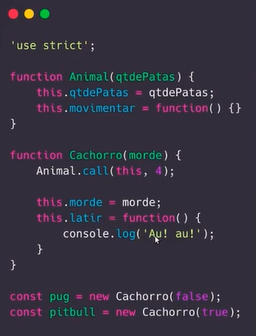 'use strict';
function Animal(qtdePatas) {
this.qtdePatas = qtdePatas;
this.movimentar = function() {}
}
function Cachorro(morde) {
Animal.call(this, 4);
this.morde = morde;
this.latir = function() {
console.log('Au! au!');
}
}
const pug = new Cachorro(false);
const pitbull = new Cachorro(true);